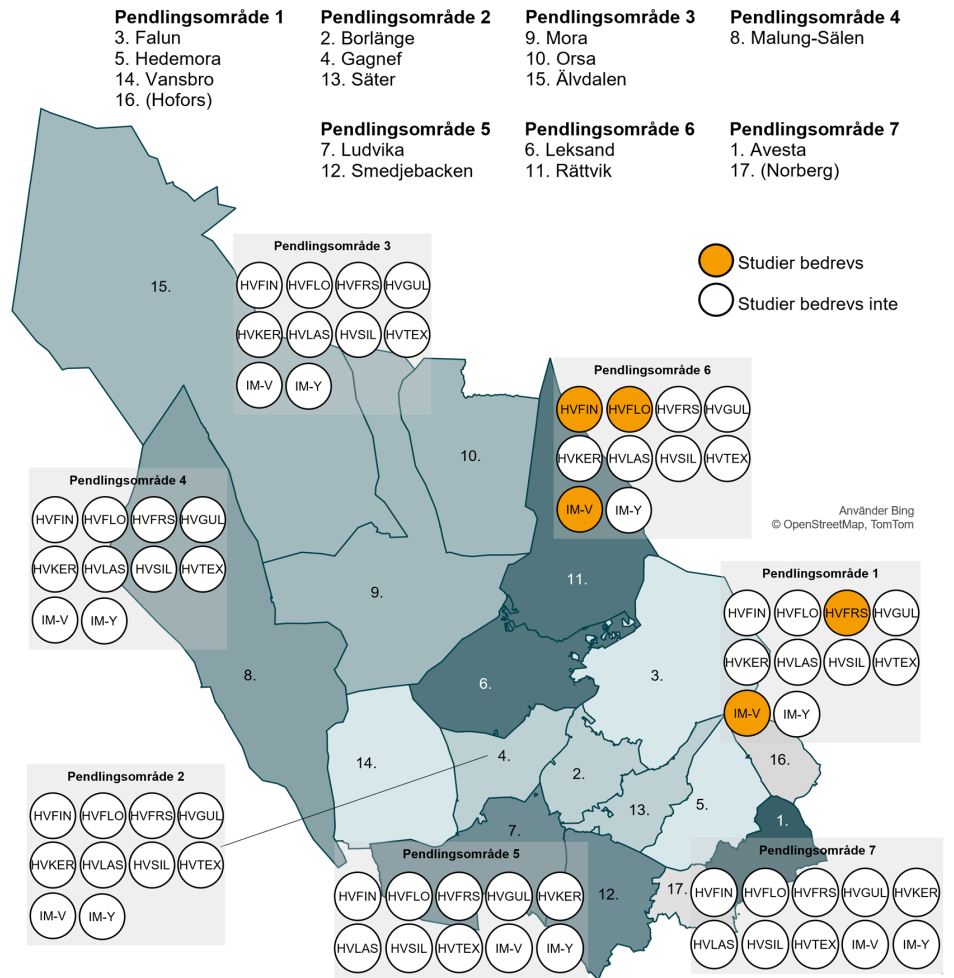 Pendlingsområde 1
3. Falun
5. Hedemora
14. Vansbro
16. (Hofors)
Pendlingsområde 2
2. Borlänge
4. Gagnef
13. Säter
Pendlingsområde 3
9. Mora
10. Orsa
15. Älvdalen
Pendlingsområde 4
8. Malung-Sälen
Pendlingsområde 5
7. Ludvika
12. Smedjebacken
Pendlingsområde 6
6. Leksand
11. Rättvik
Pendlingsområde 7
1. Avesta
17. (Norberg)
Studier bedrevs
Studier bedrevs inte
15.
Pendlingsområde 3
HVFIN HVFLO HVFRS HVGUL
HVKER HVLAS HVSIL HVTEX
IM-V IM-Y
Pendlingsområde 6
HVFIN HVFLO HVFRS HVGUL
HVKER HVLAS HVSIL HVTEX
IM-V IM-Y
10.
Pendlingsområde 4
HVFIN HVFLO HVFRS HVGUL
HVKER HVLAS HVSIL HVTEX
IM-V IM-Y
Använder Bing
© OpenStreetMap, TomTom
11.
9.
Pendlingsområde 1
HVFIN HVFLO HVFRS HVGUL
HVKER HVLAS HVSIL HVTEX
IM-V IM-Y
8.
6.
3.
14.
4.
2.
16.
13.
5.
1.
7.
12.
17.
Pendlingsområde 2
HVFIN HVFLO HVFRS HVGUL
HVKER HVLAS HVSIL HVTEX
IM-V IM-Y
Pendlingsområde 5
HVFIN HVFLO HVFRS HVGUL HVKER
HVLAS HVSIL HVTEX IM-V IM-Y
Pendlingsområde 7
HVFIN HVFLO HVFRS HVGUL HVKER
HVLAS HVSIL HVTEX IM-V IM-Y